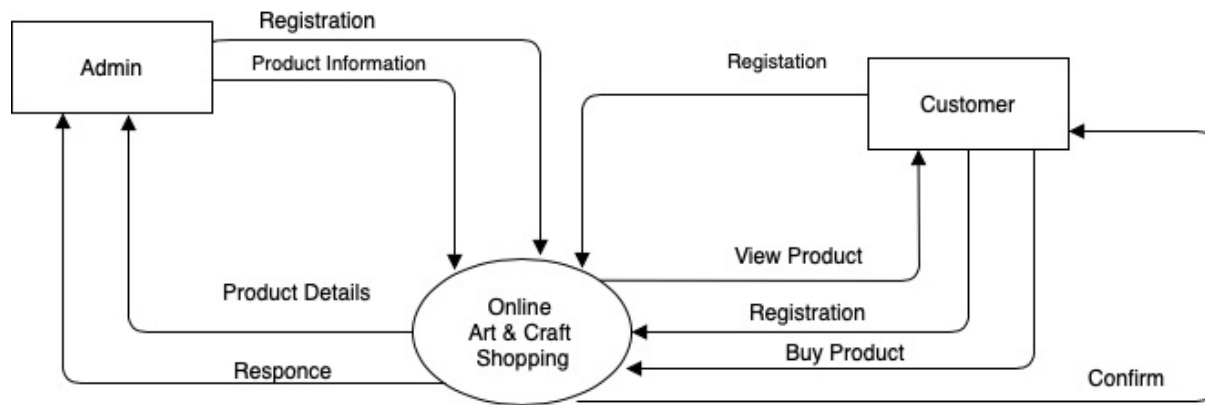 Registration
Admin
Product Information
Registation
Customer
View Product
Product Details
Online
Art & Craft
Shopping
Registration
Buy Product
Responce
Confirm